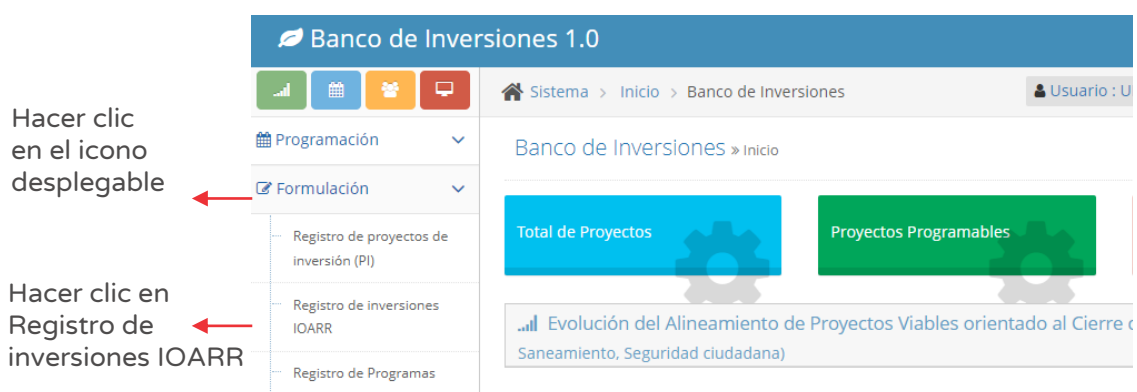 Banco de Inversiones 1.0
Sistema > Inicio > Banco de Inversiones
Usuario : U
Hacer clic
en el icono
desplegable
Programación
Formulación
Registro de proyectos de
inversión (PI)
Hacer clic en
Registro de
inversiones IOARR
Registro de inversiones
IOARR
Registro de Programas
Banco de Inversiones » Inicio
Total de Proyectos
Proyectos Programables
Evolución del Alineamiento de Proyectos Viables orientado al Cierre
Saneamiento, Seguridad ciudadana)